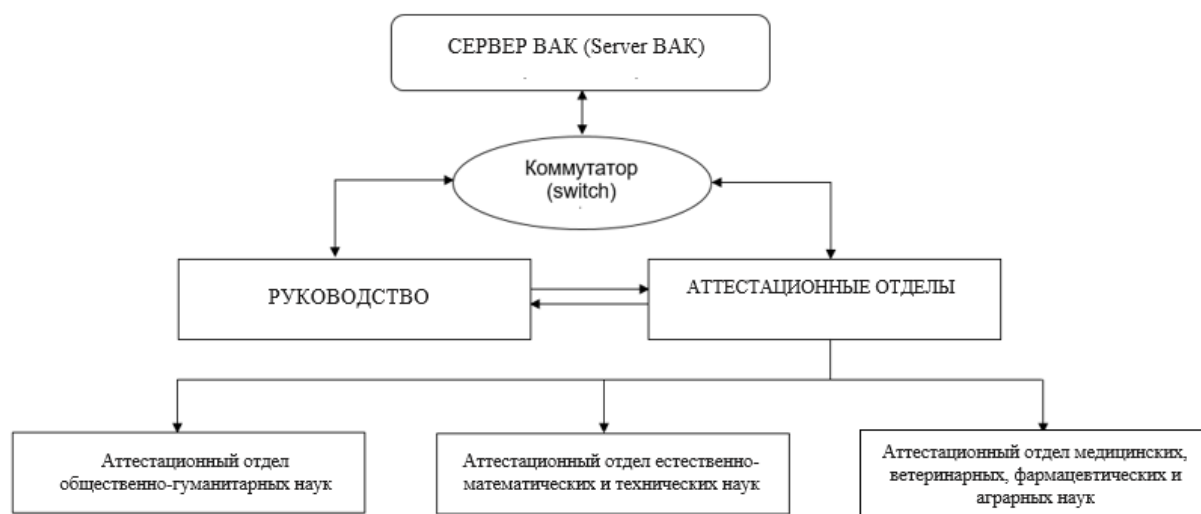 СЕРВЕР ВАК (Server ВАК)
Коммутатор
(switch)
РУКОВОДСТВО
АТТЕСТАЦИОННЫЕ ОТДЕЛЫ
Аттестационный отдел
общественно-гуманитарных наук
Аттестационный отдел естественно-
математических и технических наук
Аттестационный отдел медицинских,
ветеринарных, фармацевтических и
аграрных наук